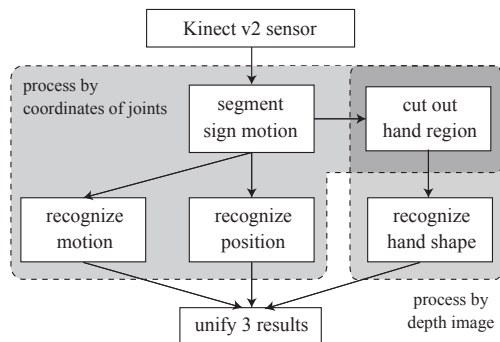 Kinect v2 sensor
process by
coordinates of joints
segment
sign motion
cut out
hand region
recognize
motion
recognize
position
recognize
hand shape
process by
depth image
unify 3 results